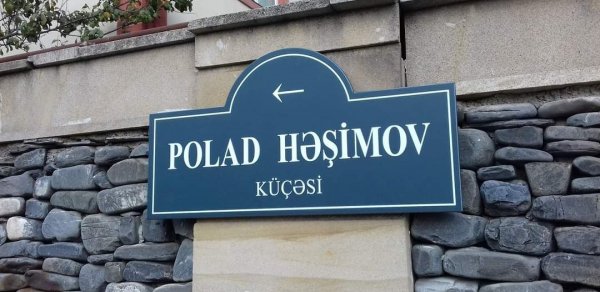 ←
POLAD HƏŞİMOV
KÜÇƏSİ